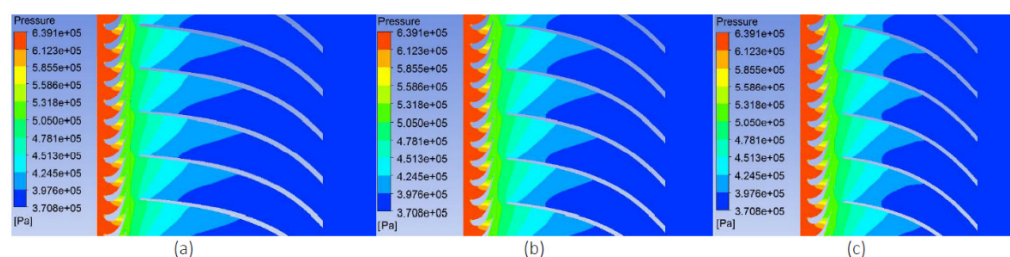 Pressure
6.391e+05
6.123e+05
5.855e+05
5.586e+05
5.318e+05
5.050e+05
4.781e+05
4.513e+05
4.245e+05
3.976e+05
3.708e+05
[Pa]
(a)
Pressure
6.391e+05
6.123e+05
5.855e+05
5.586e+05
5.318e+05
5.050e+05
4.781e+05
4.513e+05
4.245e+05
3.976e+05
3.708e+05
[Pa]
(b)
Pressure
6.391e+05
6.123e+05
5.855e+05
5.586e+05
5.318e+05
5.050e+05
4.781e+05
4.513e+05
4.245e+05
3.976e+05
3.708e+05
[Pa]
(c)